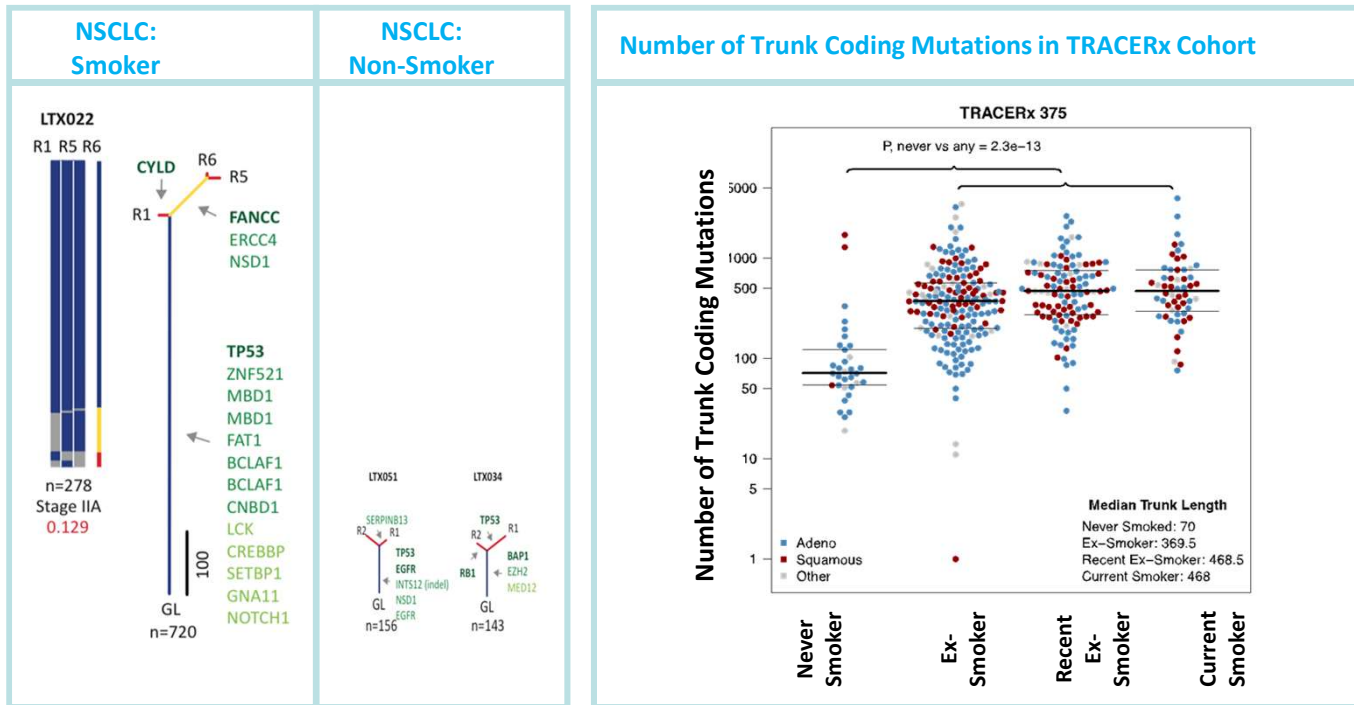 NSCLC:
Smoker
NSCLC:
Non-Smoker
Number of Trunk Coding Mutations in TRACERx Cohort
LTX022
R1 R5 R6
CYLD
R6
R5
R1
FANCC
ERCC4
NSD1
TP53
ZNF521
MBD1
MBD1
FAT1
BCLAF1
BCLAF1
CNBD1
LCK
CREBBP
SETBP1
GNA11
NOTCH1
n=278
Stage IIA
0.129
100
GL
n=720
LTX051
SERPINB13
R2
R1
TP53
EGFR
INTS12 (indel)
NSD1
EGFR
GL
n=156
LTX034
TP53
R2
R1
RB1
BAP1
EZH2
MED12
GL
n=143
TRACERx 375
P, never vs any = 2.3e−13
Number of Trunk Coding Mutations
5000
1000
500
100
50
10
5
1
Adeno
Squamous
Other
Median Trunk Length
Never Smoked: 70
Ex−Smoker: 369.5
Recent Ex−Smoker: 468.5
Current Smoker: 468
Never
Smoker
Ex-
Smoker
Recent
Ex-
Smoker
Current
Smoker